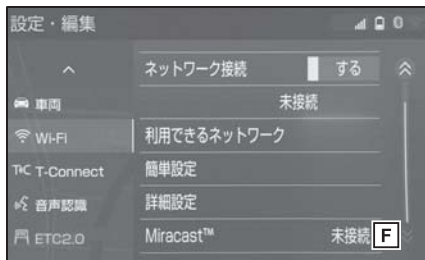 設定・編集
0
ネットワーク接続 する
車両
未接続
Wi-Fi
利用できるネットワーク
T-Connect
簡単設定
音声認識
詳細設定
ETC2.0
Miracast™ 未接続 F